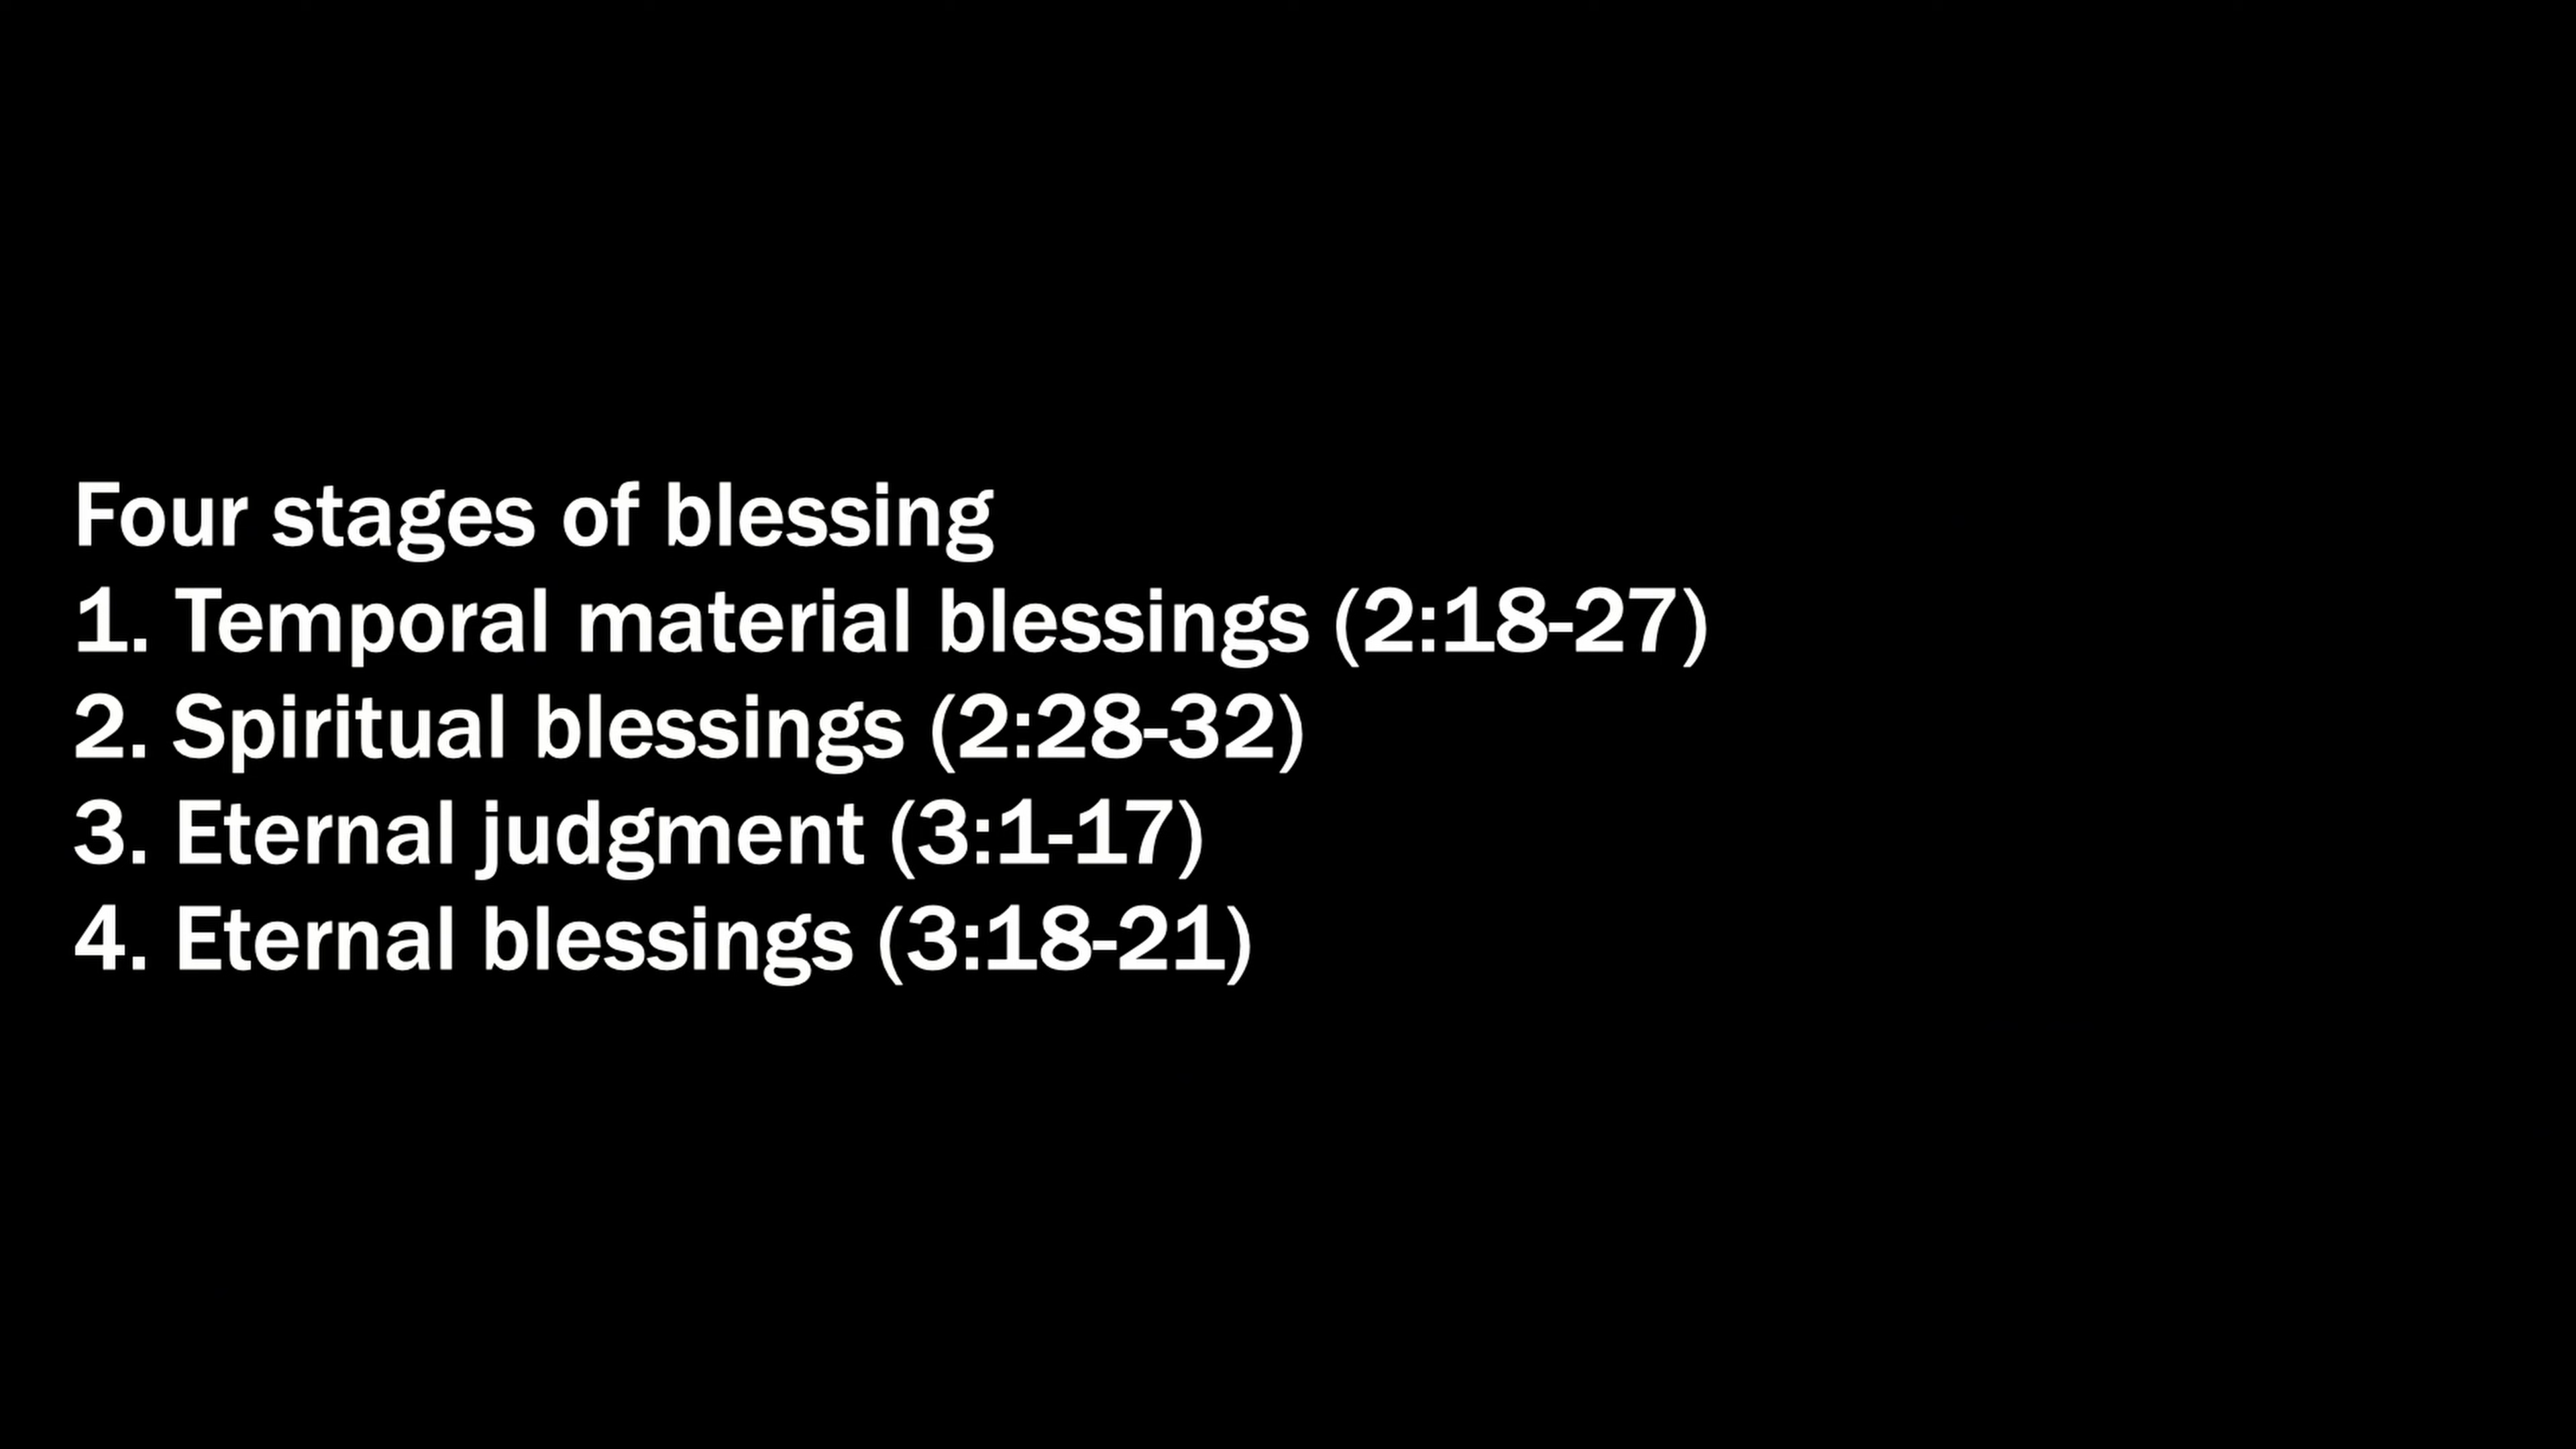 Four stages of blessing
1. Temporal material blessings (2:18-27)
2. Spiritual blessings (2:28-32)
3. Eternal judgment (3:1-17)
4. Eternal blessings (3:18-21)